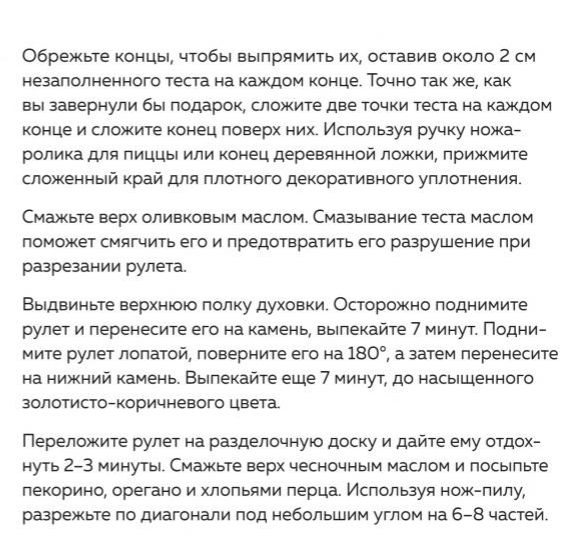 Обрежьте концы, чтобы выпрямить их, оставив около 2 см
незаполненного теста на каждом конце. Точно так же, как
вы завернули бы подарок, сложите две точки теста на каждом
конце и сложите конец поверх них. Используя ручку ножа-
ролика для пиццы или конец деревянной ложки, прижмите
сложенный край для плотного декоративного уплотнения.
Смажьте верх оливковым маслом. Смазывание теста маслом
поможет смягчить его и предотвратить его разрушение при
разрезании рулета.
Выдвиньте верхнюю полку духовки. Осторожно поднимите
рулет и перенесите его на камень, выпекайте 7 минут. Подни-
мите рулет лопатой, поверните его на 180°, а затем перенесите
на нижний камень. Выпекайте еще 7 минут, до насыщенного
золотисто-коричневого цвета.
Переложите рулет на разделочную доску и дайте ему отдох-
нуть 2–3 минуты. Смажьте верх чесночным маслом и посыпьте
пекорино, орегано и хлопьями перца. Используя нож-пилу,
разрежьте по диагонали под небольшим углом на 6–8 частей.